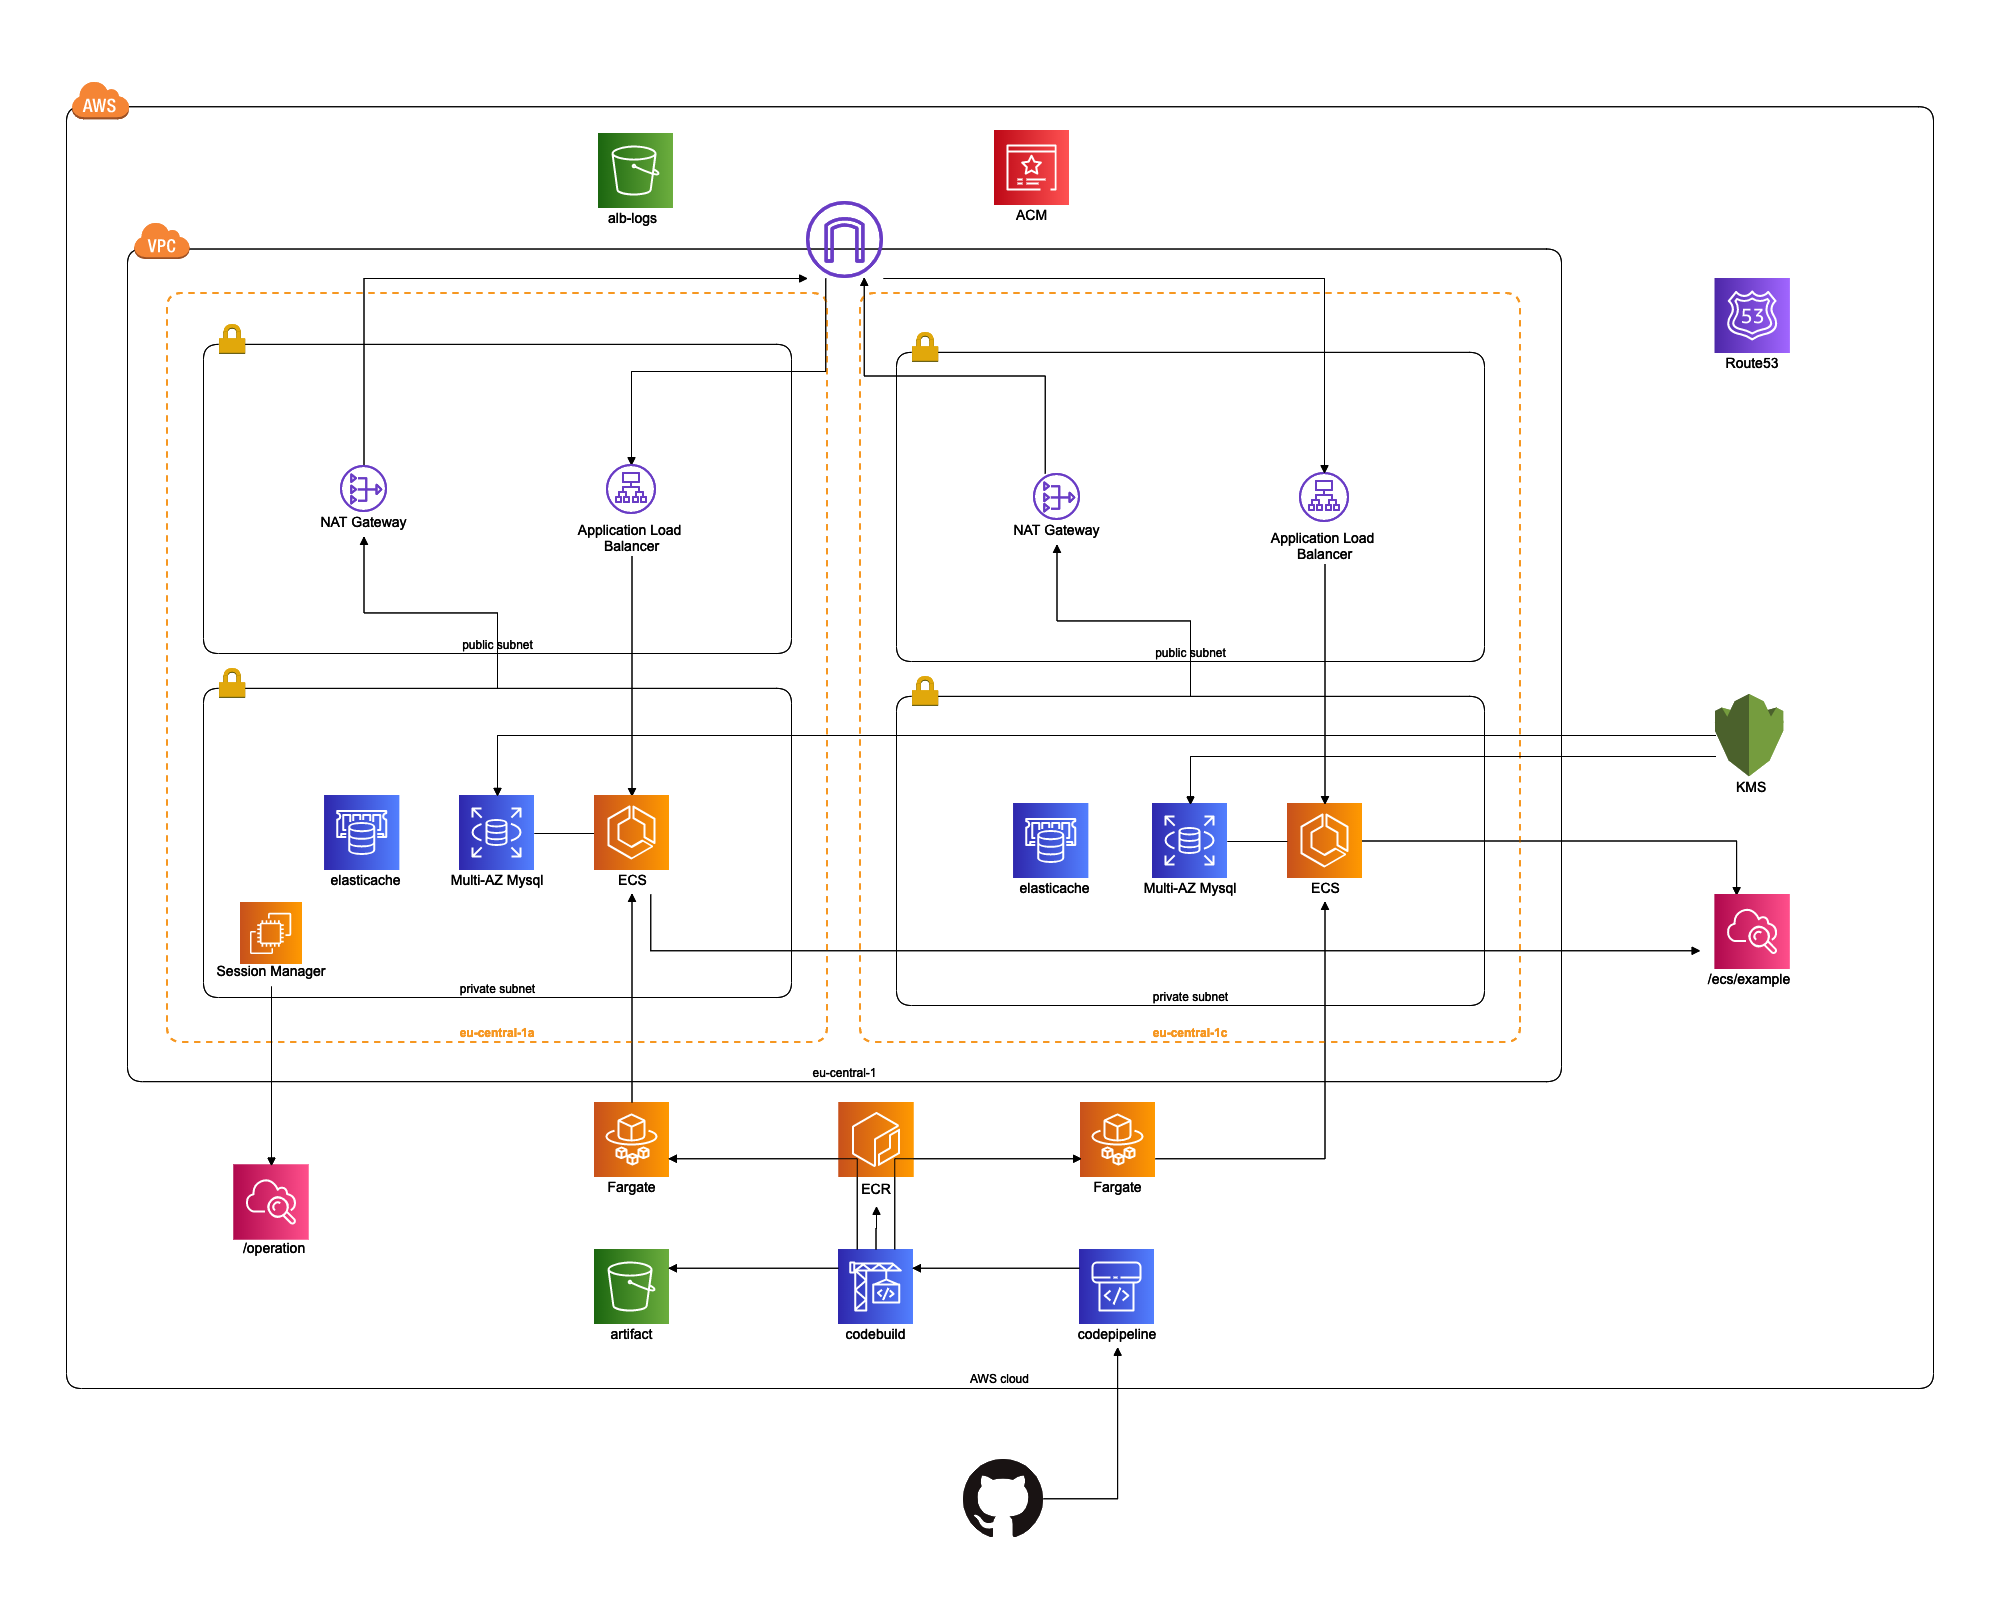 AWS
alb-logs
ACM
VPC
53
Route53
NAT Gateway
Application Load
Balancer
NAT Gateway
Application Load
Balancer
public subnet
public subnet
KMS
elasticache
Multi-AZ Mysql
ECS
elasticache
Multi-AZ Mysql
ECS
Session Manager
/ecs/example
private subnet
private subnet
eu-central-1a
eu-central-1c
eu-central-1
Fargate
ECR
Fargate
/operation
artifact
codebuild
codepipeline
AWS cloud